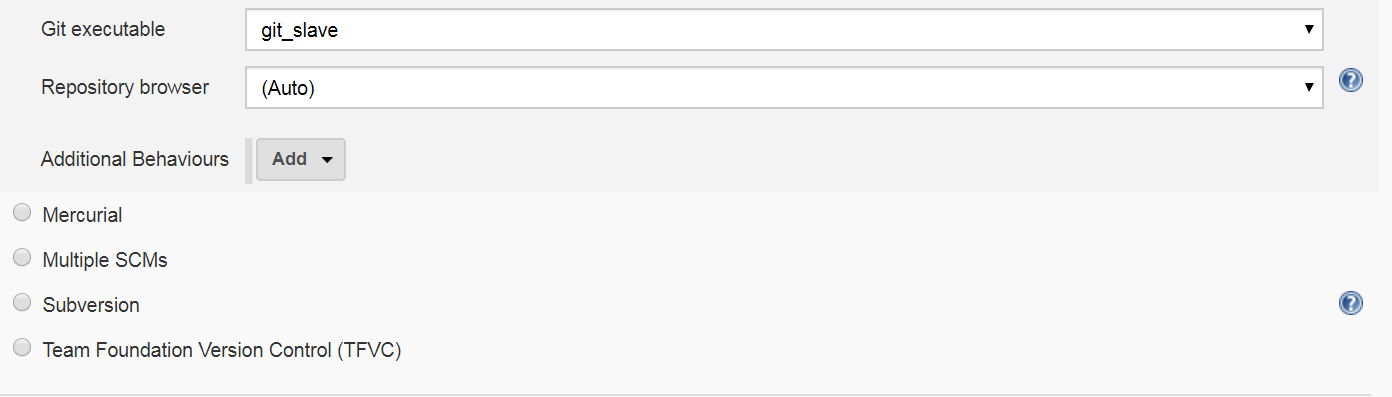 Git executable git_slave
Repository browser (Auto) ?
Additional Behaviours Add
Mercurial
Multiple SCMs
Subversion ?
Team Foundation Version Control (TFVC)